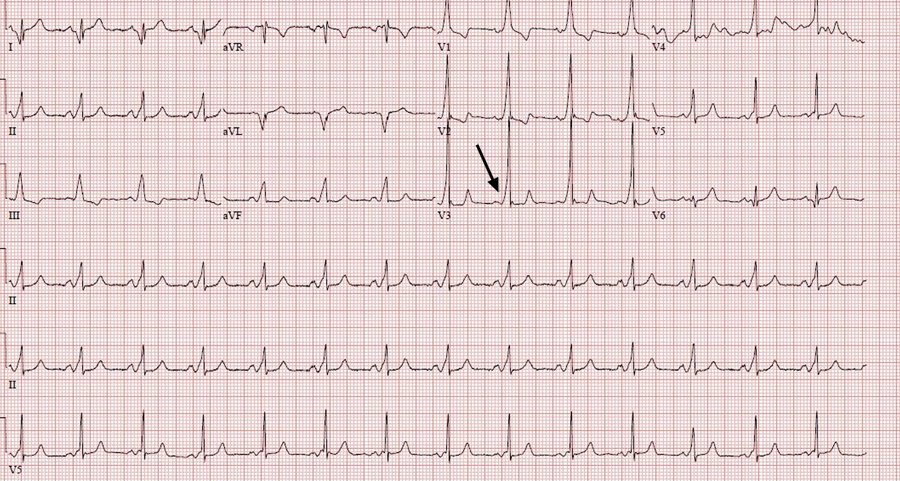 I aVR V1 V4
II aVL V2 V5
III aVF V3 V6
II
II
V5